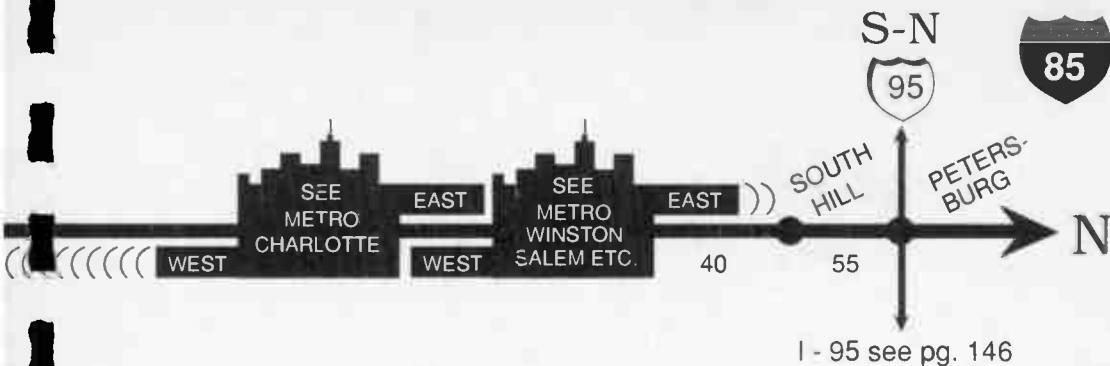 S-N
95
85
SEE
METRO
CHARLOTTE
EAST
WEST
SEE
METRO
WINSTON
SALEM ETC.
EAST
WEST
SOUTH
HILL
PETERS-
BURG
N
40
55
I - 95 see pg. 146